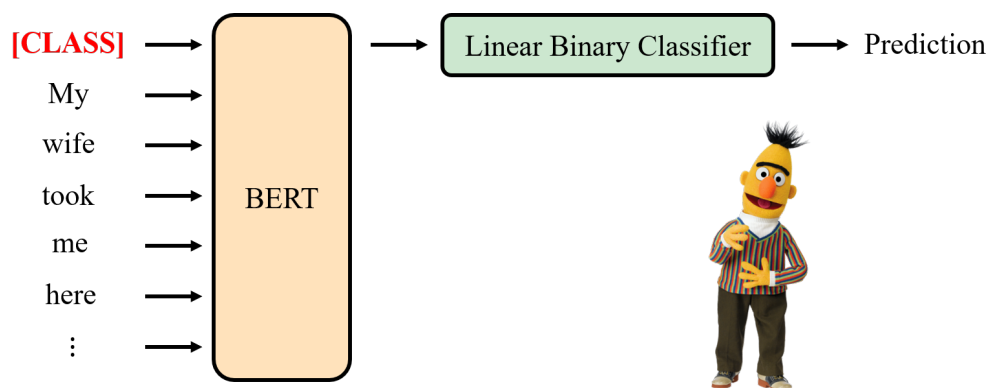 [CLASS]
My
wife
took
me
here
⋮
BERT
Linear Binary Classifier
Prediction